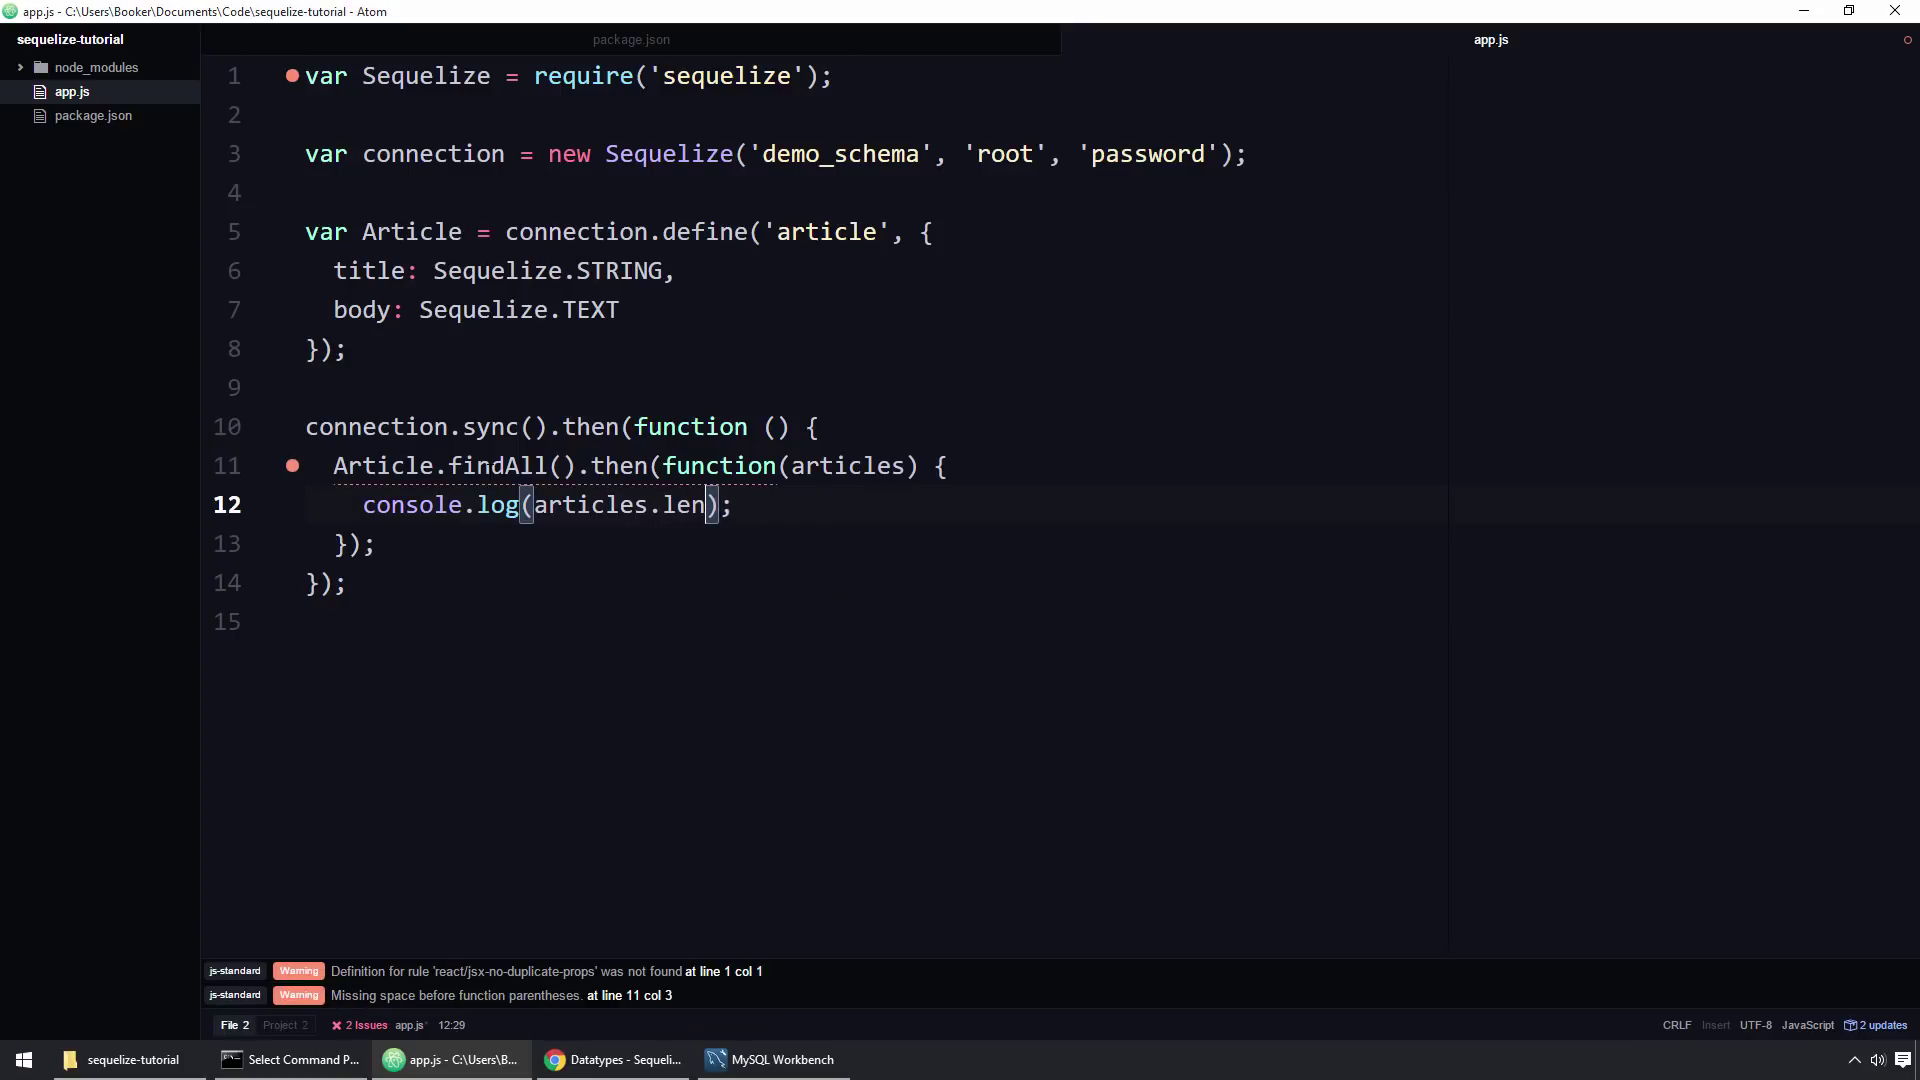 app.js - C:\Users\Booker\Documents\Code\sequelize-tutorial - Atom
sequelize-tutorial
node_modules
app.js
package.json
package.json
app.js
1 var Sequelize = require('sequelize');
2
3 var connection = new Sequelize('demo_schema', 'root', 'password');
4
5 var Article = connection.define('article', {
6 title: Sequelize.STRING,
7 body: Sequelize.TEXT
8 });
9
10 connection.sync().then(function () {
11 Article.findAll().then(function(articles) {
12 console.log(articles.len);
13 });
14 });
15
js-standard Warning Definition for rule 'react/jsx-no-duplicate-props' was not found at line 1 col 1
js-standard Warning Missing space before function parentheses. at line 11 col 3
File 2 Project 2 2 Issues app.js* 12:29 CRLF Insert UTF-8 JavaScript 2 updates
sequelize-tutorial Select Command P... app.js - C:\Users\B... Datatypes - Sequeli... MySQL Workbench